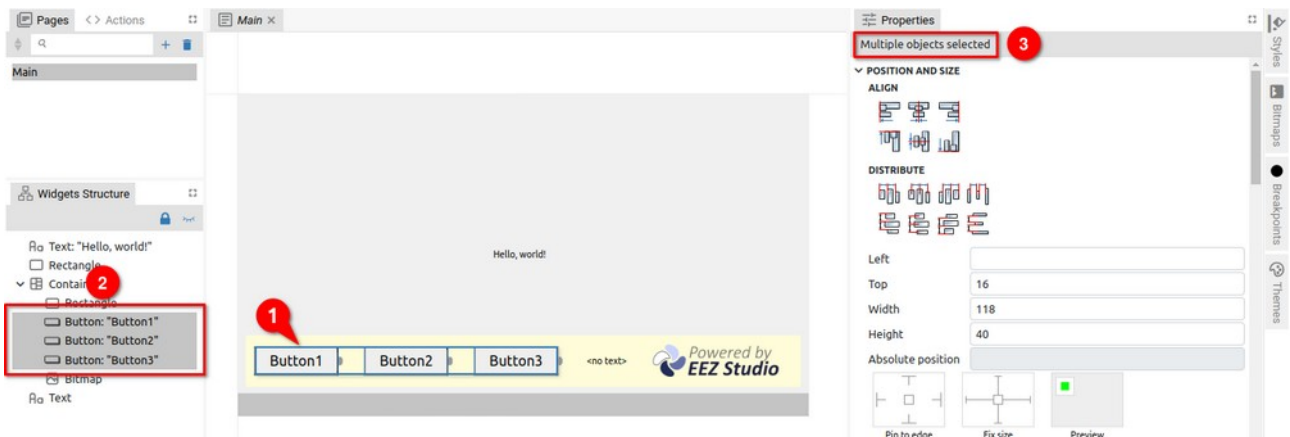 Pages
<> Actions
Main
Widgets Structure
Text: "Hello, world!"
Rectangle
Contain
2
Rectangle
Button: "Button1"
Button: "Button2"
Button: "Button3"
Bitmap
Text
Main ×
Hello, world!
1
Button1
Button2
Button3
<no text>
Powered by
EEZ Studio
Properties
Multiple objects selected
3
POSITION AND SIZE
ALIGN
DISTRIBUTE
Left
Top 16
Width 118
Height 40
Absolute position
Pin to edge
Fix size
Preview
Styles
Bitmaps
Breakpoints
Themes